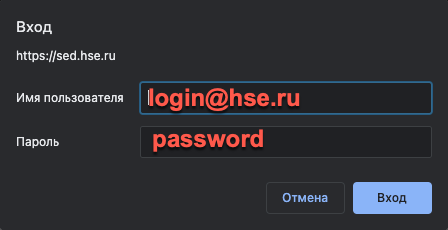 Вход
https://sed.hse.ru
Имя пользователя login@hse.ru
Пароль password
Отмена Вход